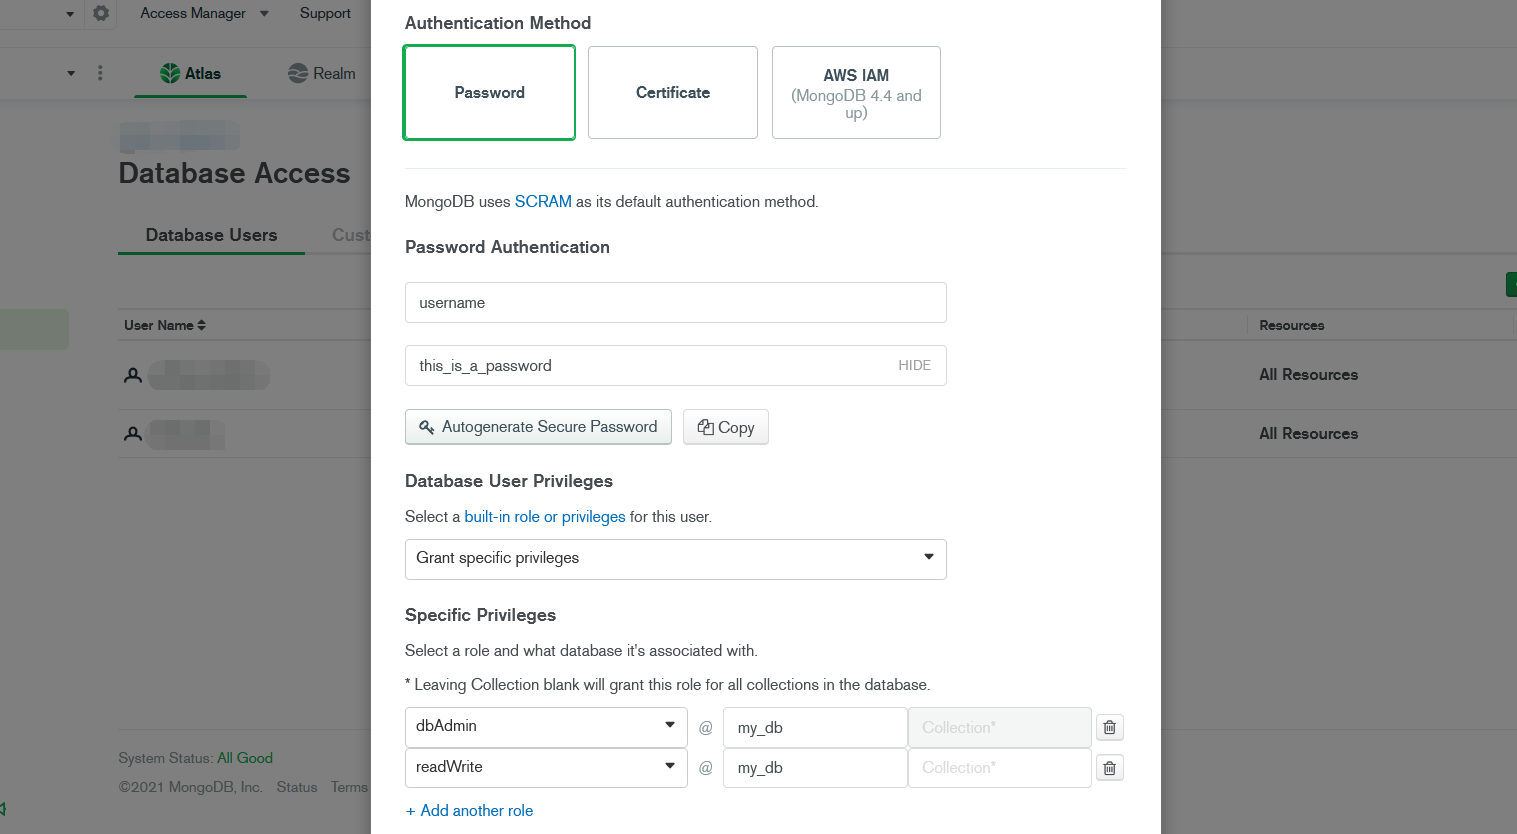 Access Manager
Support
Atlas
Realm
Database Access
Database Users
Cust
User Name
Resources
All Resources
All Resources
System Status: All Good
©2021 MongoDB, Inc. Status Terms
Authentication Method
Password
Certificate
AWS IAM
(MongoDB 4.4 and
up)
MongoDB uses SCRAM as its default authentication method.
Password Authentication
username
this_is_a_password
HIDE
Autogenerate Secure Password
Copy
Database User Privileges
Select a built-in role or privileges for this user.
Grant specific privileges
Specific Privileges
Select a role and what database it's associated with.
* Leaving Collection blank will grant this role for all collections in the database.
dbAdmin @ my_db Collection*
readWrite @ my_db Collection*
+ Add another role